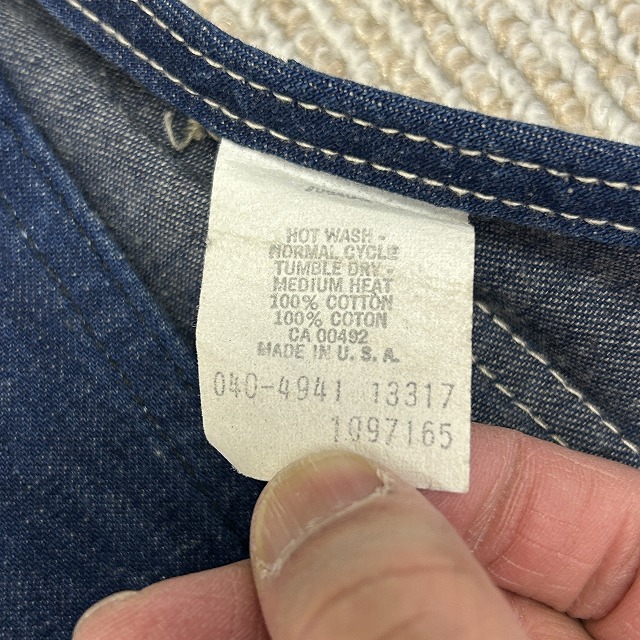 HOT WASH -
NORMAL CYCLE
TUMBLE DRY -
MEDIUM HEAT
100% COTTON
100% COTON
CA 00492
MADE IN U.S.A.
040-4941 13317
1097165